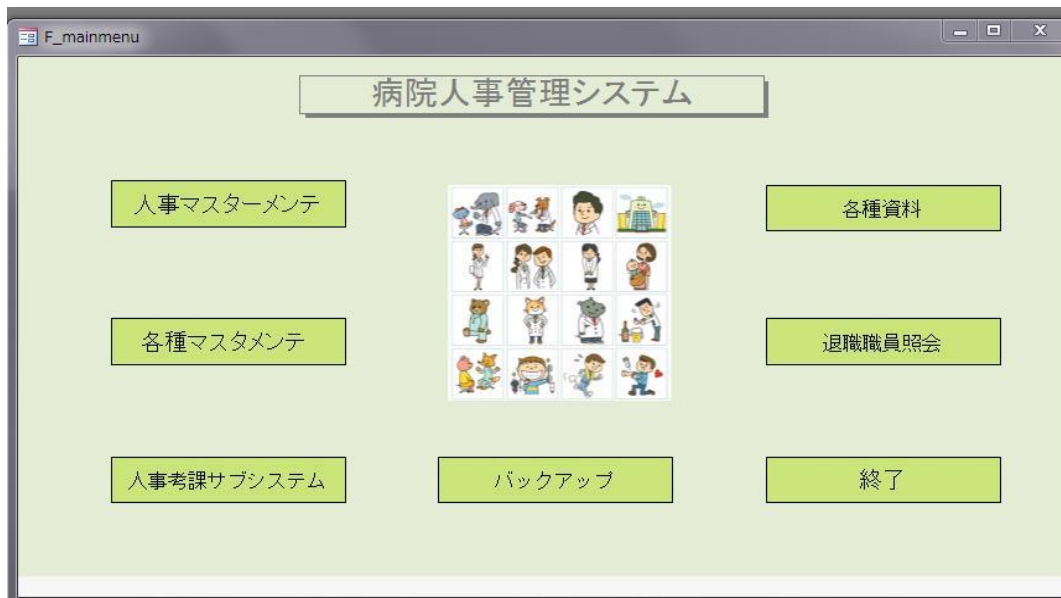 F_mainmenu
病院人事管理システム
人事マスターメンテ
各種資料
各種マスタメンテ
退職職員照会
人事考課サブシステム
バックアップ
終了